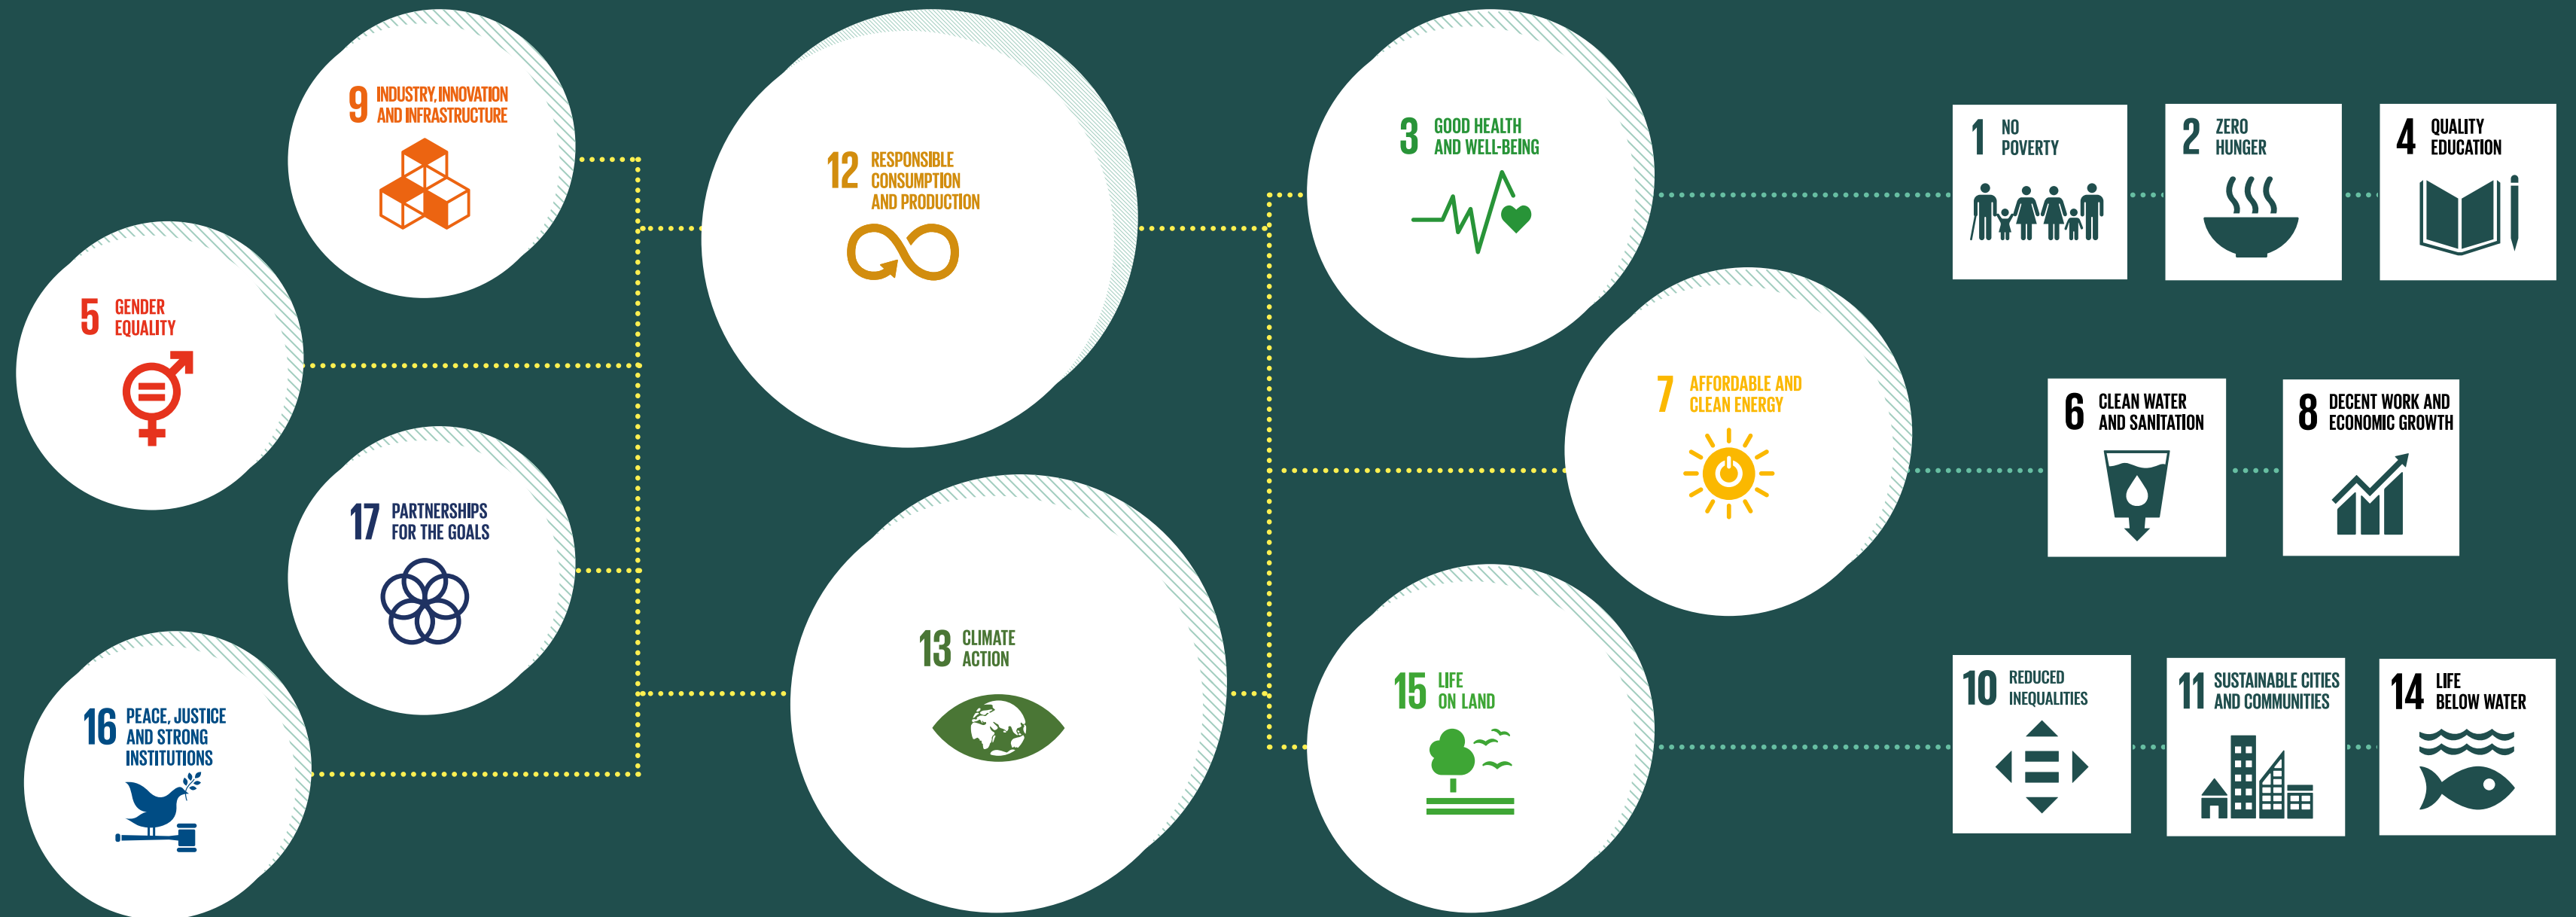 9 INDUSTRY, INNOVATION
AND INFRASTRUCTURE
5 GENDER
EQUALITY
17 PARTNERSHIPS
FOR THE GOALS
16 PEACE, JUSTICE
AND STRONG
INSTITUTIONS
12 RESPONSIBLE
CONSUMPTION
AND PRODUCTION
13 CLIMATE
ACTION
3 GOOD HEALTH
AND WELL-BEING
7 AFFORDABLE AND
CLEAN ENERGY
15 LIFE
ON LAND
1 NO
POVERTY
2 ZERO
HUNGER
4 QUALITY
EDUCATION
6 CLEAN WATER
AND SANITATION
8 DECENT WORK AND
ECONOMIC GROWTH
10 REDUCED
INEQUALITIES
11 SUSTAINABLE CITIES
AND COMMUNITIES
14 LIFE
BELOW WATER